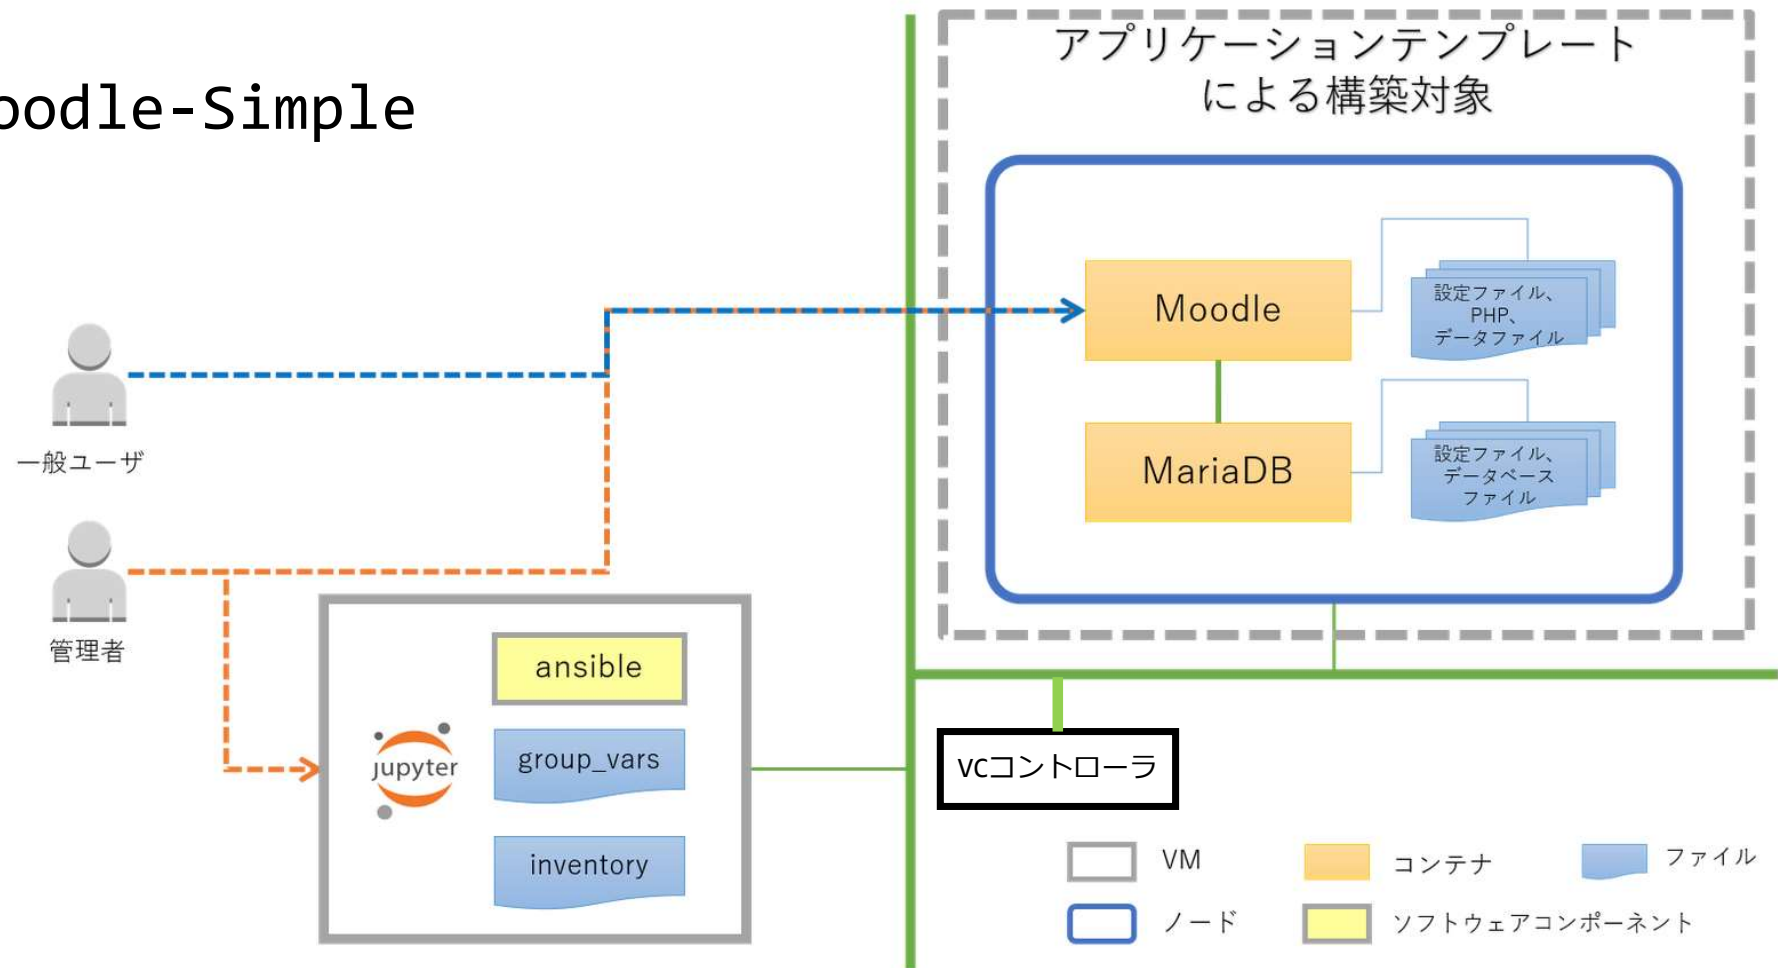 oodle-Simple
アプリケーションテンプレート
による構築対象
Moodle
設定ファイル、
PHP、
データファイル
MariaDB
設定ファイル、
データベース
ファイル
一般ユーザ
管理者
ansible
jupyter
group_vars
inventory
vcコントローラ
VM
コンテナ
ファイル
ノード
ソフトウェアコンポーネント